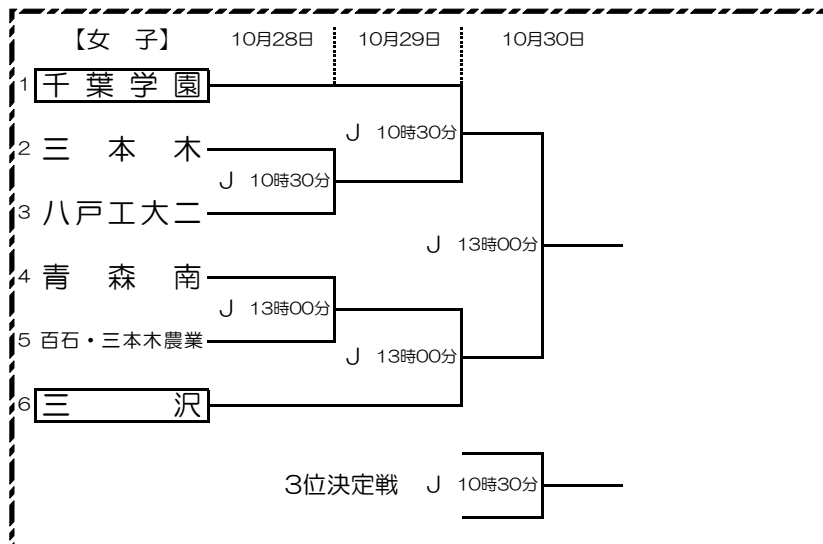 【女 子】 10月28日 10月29日 10月30日
1 千葉学園
J 10時30分
2 三本木
J 10時30分
3 八戸工大二
J 13時00分
4 青森南
J 13時00分
5 百石・三本木農業
J 13時00分
6 三沢
3位決定戦 J 10時30分